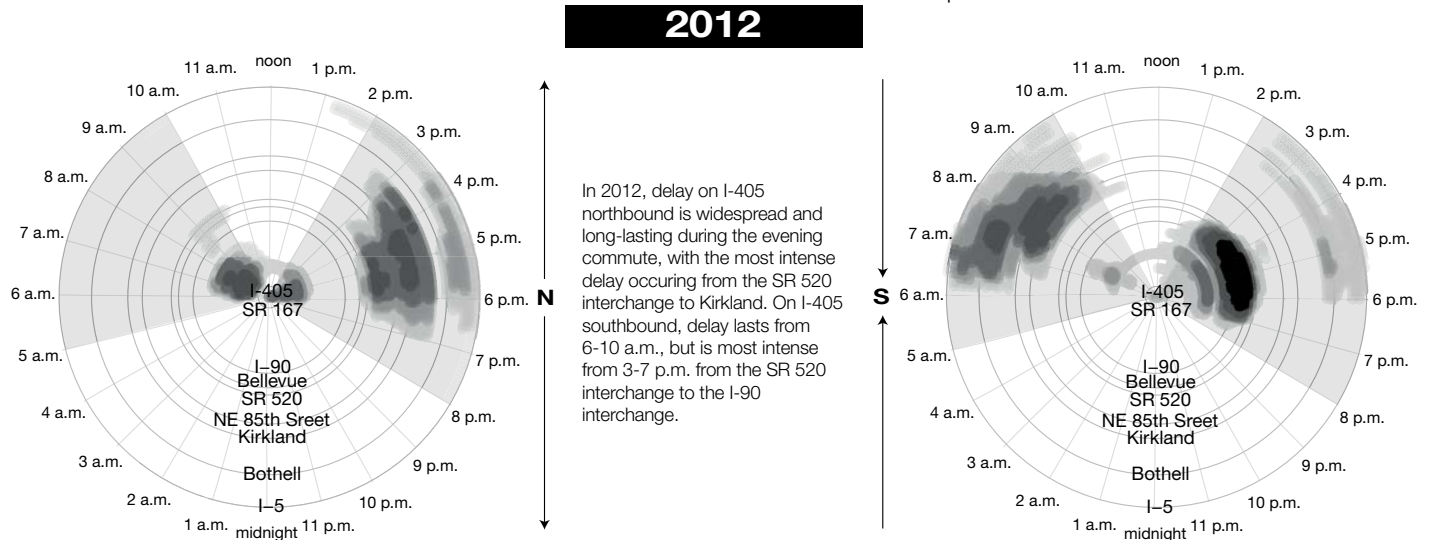 2012
noon
11 a.m.
1 p.m.
10 a.m.
2 p.m.
9 a.m.
3 p.m.
8 a.m.
4 p.m.
7 a.m.
5 p.m.
6 a.m.
6 p.m.
5 a.m.
7 p.m.
4 a.m.
8 p.m.
3 a.m.
9 p.m.
2 a.m.
10 p.m.
1 a.m.
11 p.m.
midnight
I-405
SR 167
I–90
Bellevue
SR 520
NE 85th Sreet
Kirkland
Bothell
I–5
N
In 2012, delay on I-405
northbound is widespread and
long-lasting during the evening
commute, with the most intense
delay occuring from the SR 520
interchange to Kirkland. On I-405
southbound, delay lasts from
6-10 a.m., but is most intense
from 3-7 p.m. from the SR 520
interchange to the I-90
interchange.
S
noon
11 a.m.
1 p.m.
10 a.m.
2 p.m.
9 a.m.
3 p.m.
8 a.m.
4 p.m.
7 a.m.
5 p.m.
6 a.m.
6 p.m.
5 a.m.
7 p.m.
4 a.m.
8 p.m.
3 a.m.
9 p.m.
2 a.m.
10 p.m.
1 a.m.
11 p.m.
midnight
I-405
SR 167
I–90
Bellevue
SR 520
NE 85th Sreet
Kirkland
Bothell
I–5